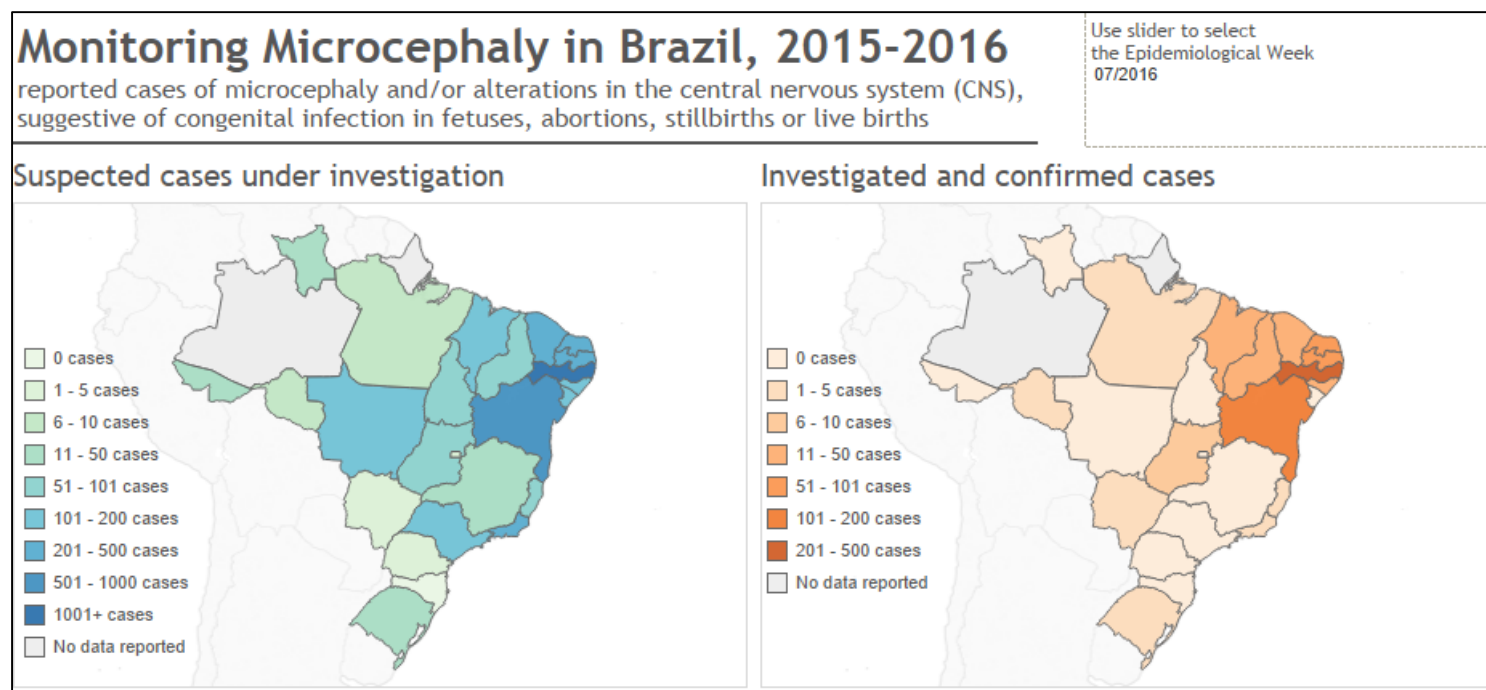 Monitoring Microcephaly in Brazil, 2015-2016
reported cases of microcephaly and/or alterations in the central nervous system (CNS),
suggestive of congenital infection in fetuses, abortions, stillbirths or live births
Use slider to select
the Epidemiological Week
07/2016
Suspected cases under investigation
0 cases
1 - 5 cases
6 - 10 cases
11 - 50 cases
51 - 101 cases
101 - 200 cases
201 - 500 cases
501 - 1000 cases
1001+ cases
No data reported
Investigated and confirmed cases
0 cases
1 - 5 cases
6 - 10 cases
11 - 50 cases
51 - 101 cases
101 - 200 cases
201 - 500 cases
No data reported